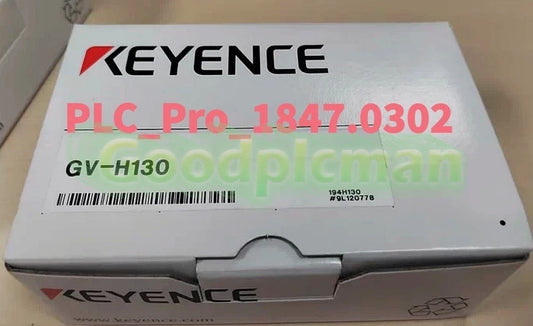 KEYENCE
PLC_Pro_1847.0302
GV-H130
Goodplcman
194H130
#9L120778
KEYENCE
www.keyence.com